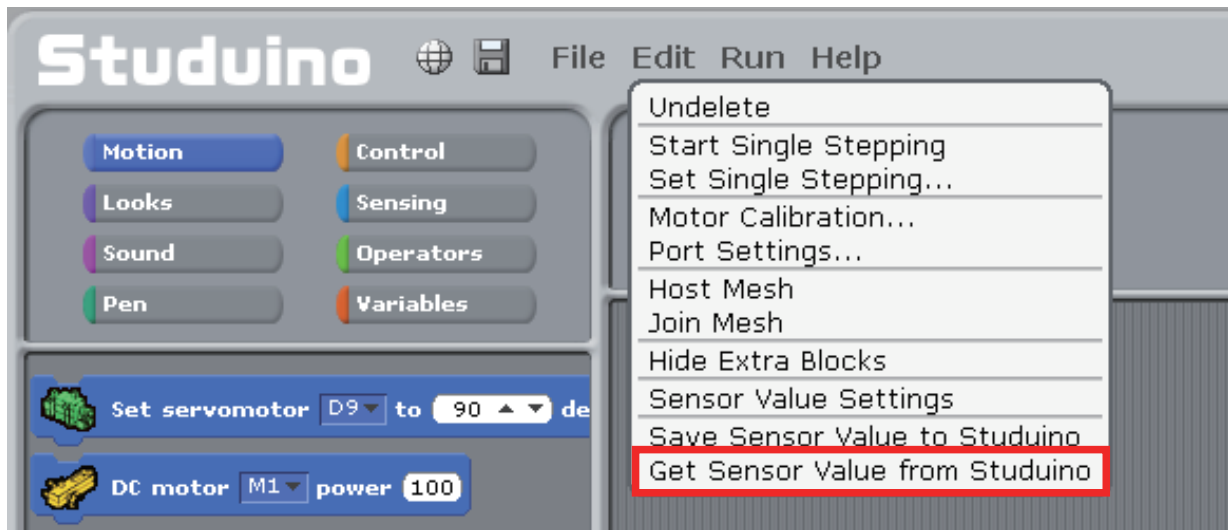 Studuino File Edit Run Help
Motion Control
Looks Sensing
Sound Operators
Pen Variables
Set servomotor D9 to 90 de
DC motor M1 power 100
Undelete
Start Single Stepping
Set Single Stepping...
Motor Calibration...
Port Settings...
Host Mesh
Join Mesh
Hide Extra Blocks
Sensor Value Settings
Save Sensor Value to Studuino
Get Sensor Value from Studuino